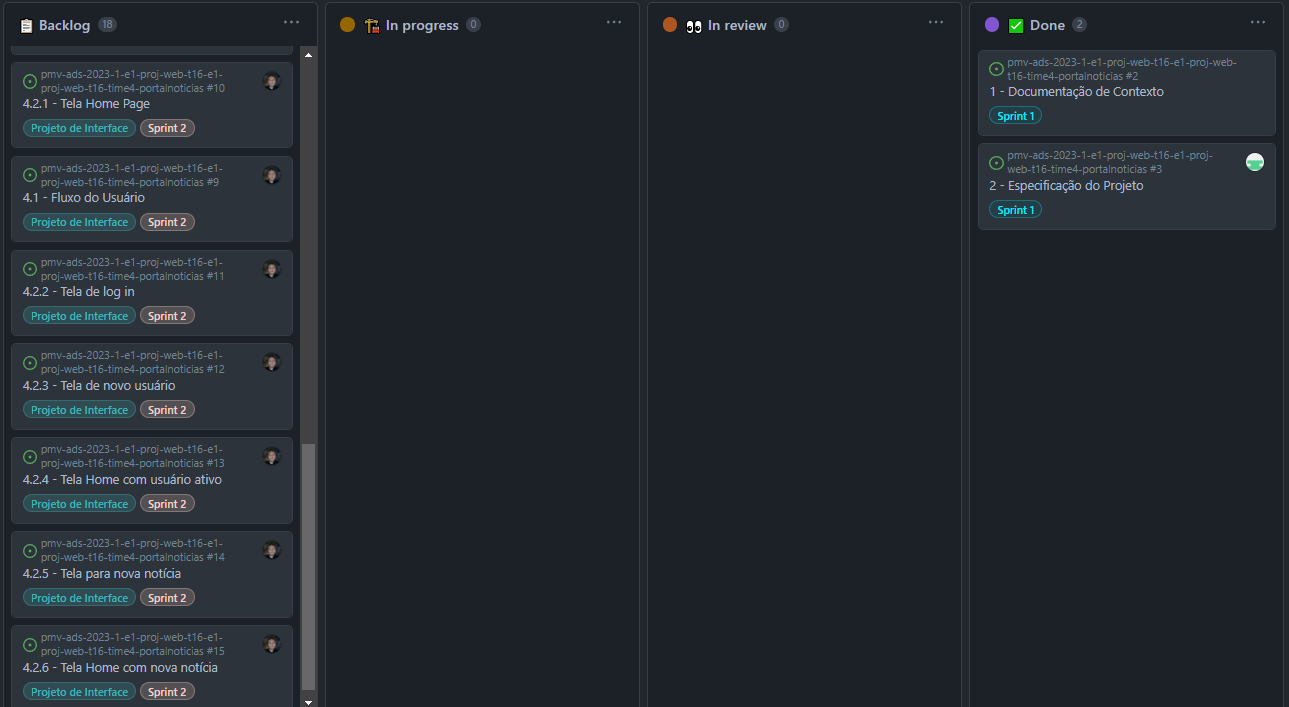 Backlog 18
pmv-ads-2023-1-e1-proj-web-t16-e1-
proj-web-t16-time4-portalnoticias #10
4.2.1 - Tela Home Page
Projeto de Interface Sprint 2
pmv-ads-2023-1-e1-proj-web-t16-e1-
proj-web-t16-time4-portalnoticias #9
4.1 - Fluxo do Usuário
Projeto de Interface Sprint 2
pmv-ads-2023-1-e1-proj-web-t16-e1-
proj-web-t16-time4-portalnoticias #11
4.2.2 - Tela de log in
Projeto de Interface Sprint 2
pmv-ads-2023-1-e1-proj-web-t16-e1-
proj-web-t16-time4-portalnoticias #12
4.2.3 - Tela de novo usuário
Projeto de Interface Sprint 2
pmv-ads-2023-1-e1-proj-web-t16-e1-
proj-web-t16-time4-portalnoticias #13
4.2.4 - Tela Home com usuário ativo
Projeto de Interface Sprint 2
pmv-ads-2023-1-e1-proj-web-t16-e1-
proj-web-t16-time4-portalnoticias #14
4.2.5 - Tela para nova notícia
Projeto de Interface Sprint 2
pmv-ads-2023-1-e1-proj-web-t16-e1-
proj-web-t16-time4-portalnoticias #15
4.2.6 - Tela Home com nova notícia
Projeto de Interface Sprint 2
In progress 0
In review 0
Done 2
pmv-ads-2023-1-e1-proj-web-t16-e1-proj-web-
t16-time4-portalnoticias #2
1 - Documentação de Contexto
Sprint 1
pmv-ads-2023-1-e1-proj-web-t16-e1-proj-
web-t16-time4-portalnoticias #3
2 - Especificação do Projeto
Sprint 1